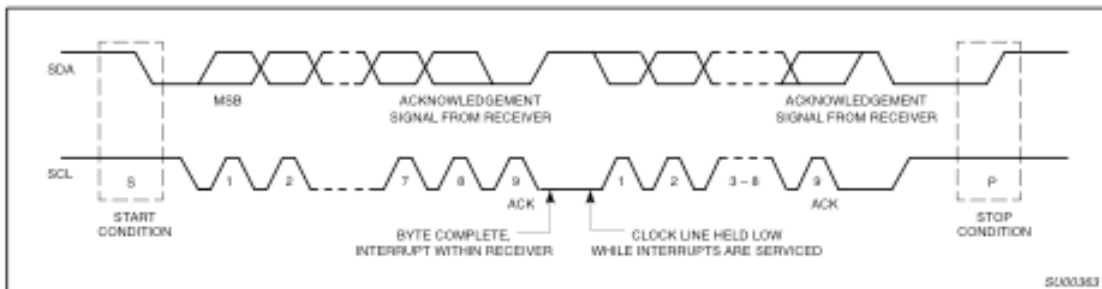 SDA
MSB
ACKNOWLEDGEMENT
SIGNAL FROM RECEIVER
ACKNOWLEDGEMENT
SIGNAL FROM RECEIVER
SCL
S
1
2
7
8
9
1
2
3 – 8
9
P
ACK
ACK
START
CONDITION
BYTE COMPLETE,
INTERRUPT WITHIN RECEIVER
CLOCK LINE HELD LOW
WHILE INTERRUPTS ARE SERVICED
STOP
CONDITION
SU00363